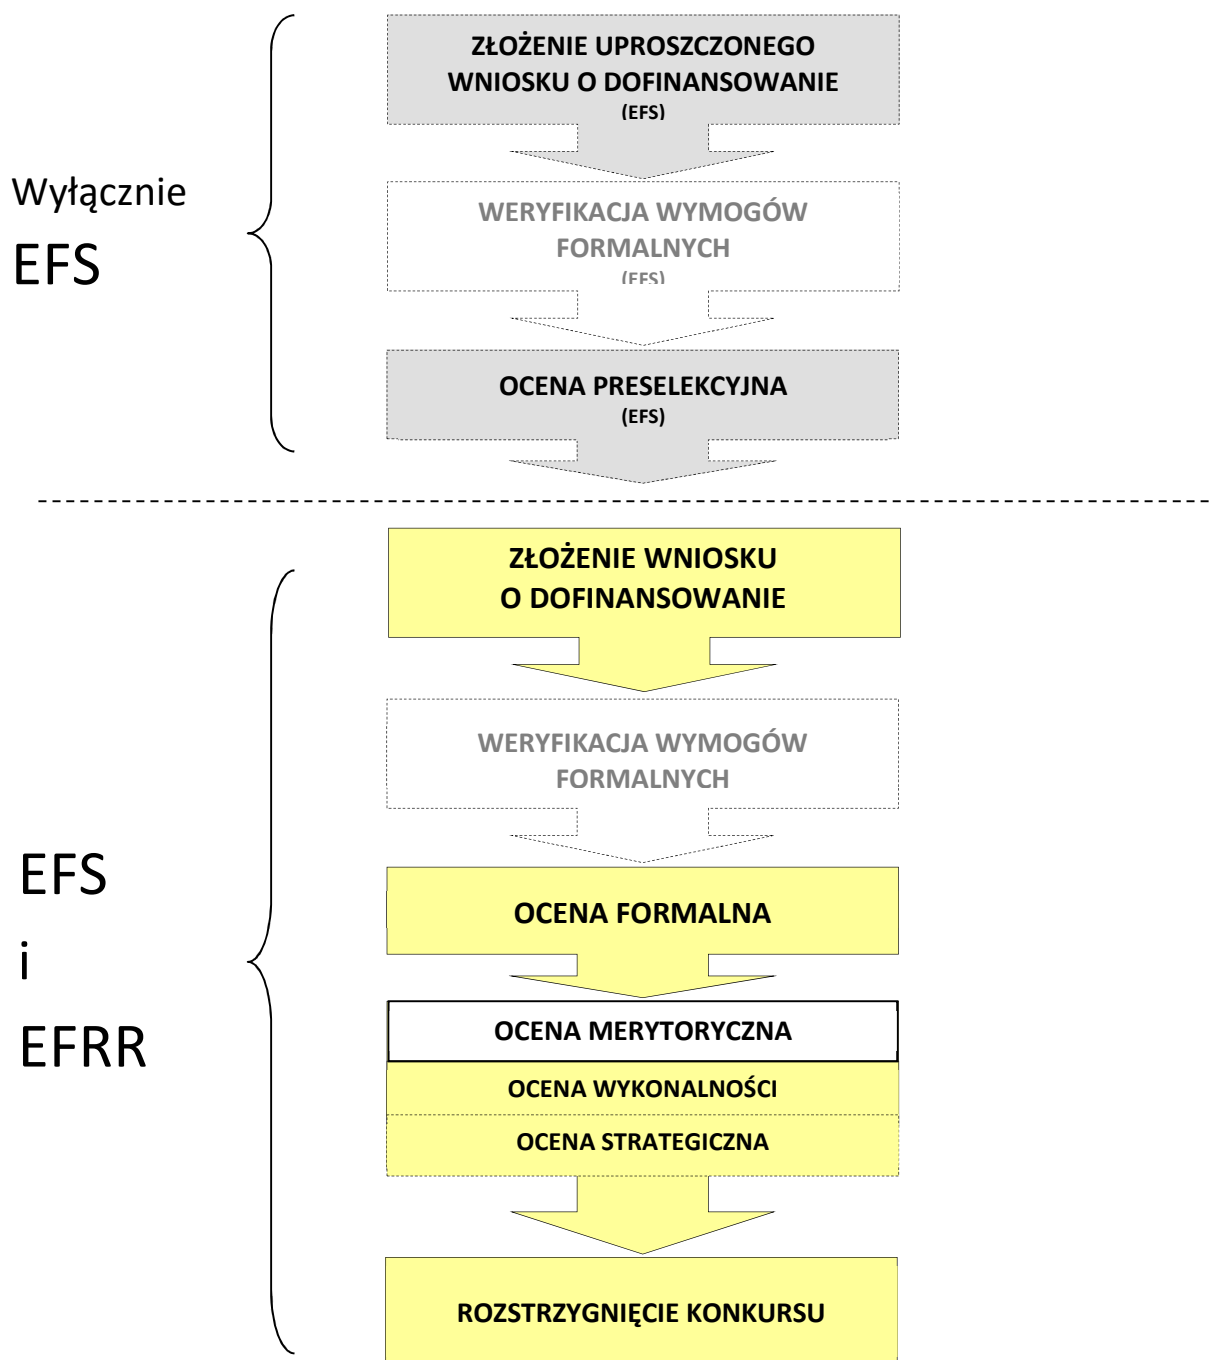 ZŁOŻENIE UPROSZCZONEGO
WNIOSKU O DOFINANSOWANIE
(EFS)
Wyłącznie
EFS
WERYFIKACJA WYMOGÓW
FORMALNYCH
(EFS)
OCENA PRESELEKCYJNA
(EFS)
ZŁOŻENIE WNIOSKU
O DOFINANSOWANIE
WERYFIKACJA WYMOGÓW
FORMALNYCH
EFS
i
EFRR
OCENA FORMALNA
OCENA MERYTORYCZNA
OCENA WYKONALNOŚCI
OCENA STRATEGICZNA
ROZSTRZYGNIĘCIE KONKURSU